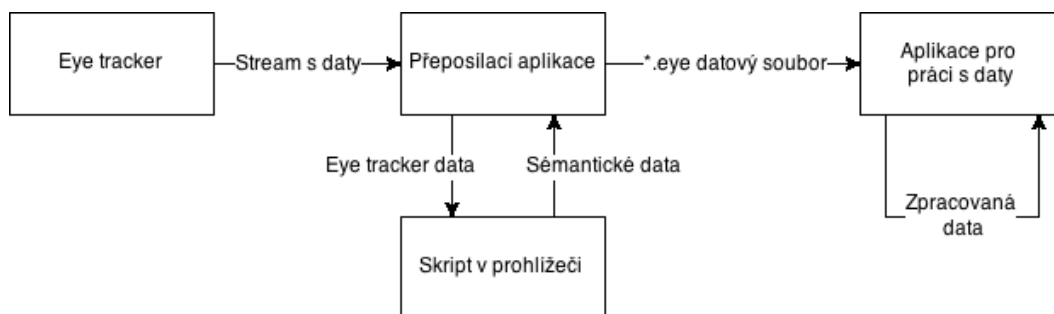 Eye tracker
Stream s daty
Přeposílací aplikace
*.eye datový soubor
Aplikace pro
práci s daty
Eye tracker data
Sémantické data
Zpracovaná
data
Skript v prohlížeči